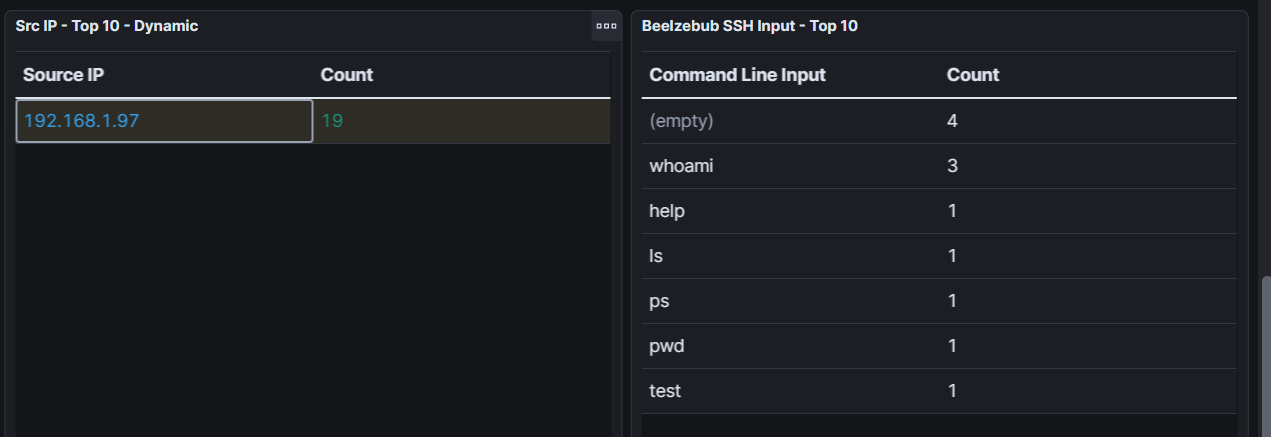 Src IP - Top 10 - Dynamic
Source IP Count
192.168.1.97 19
Beelzebub SSH Input - Top 10
Command Line Input Count
(empty) 4
whoami 3
help 1
ls 1
ps 1
pwd 1
test 1